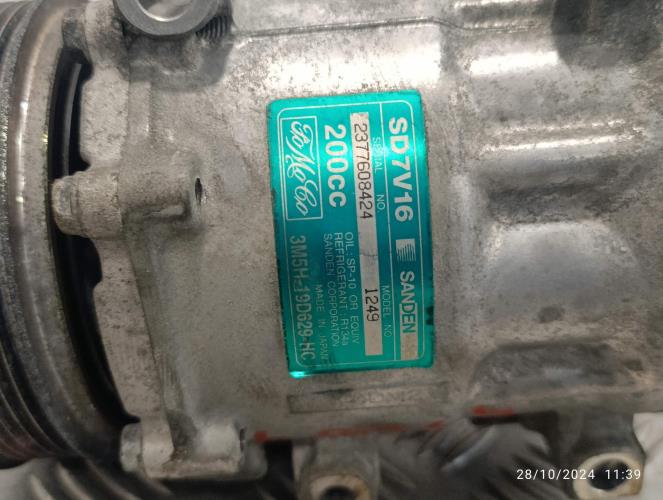 SD7V16 SANDEN
SERIAL NO. MODEL NO.
2377608424 1249
200cc
OIL : SP-10 OR EQUIV
REFRIGERANT : R134a
SANDEN CORPORATION
MADE IN JAPAN
FoMoCo
3M5H-19D629-HC
28/10/2024 11:39